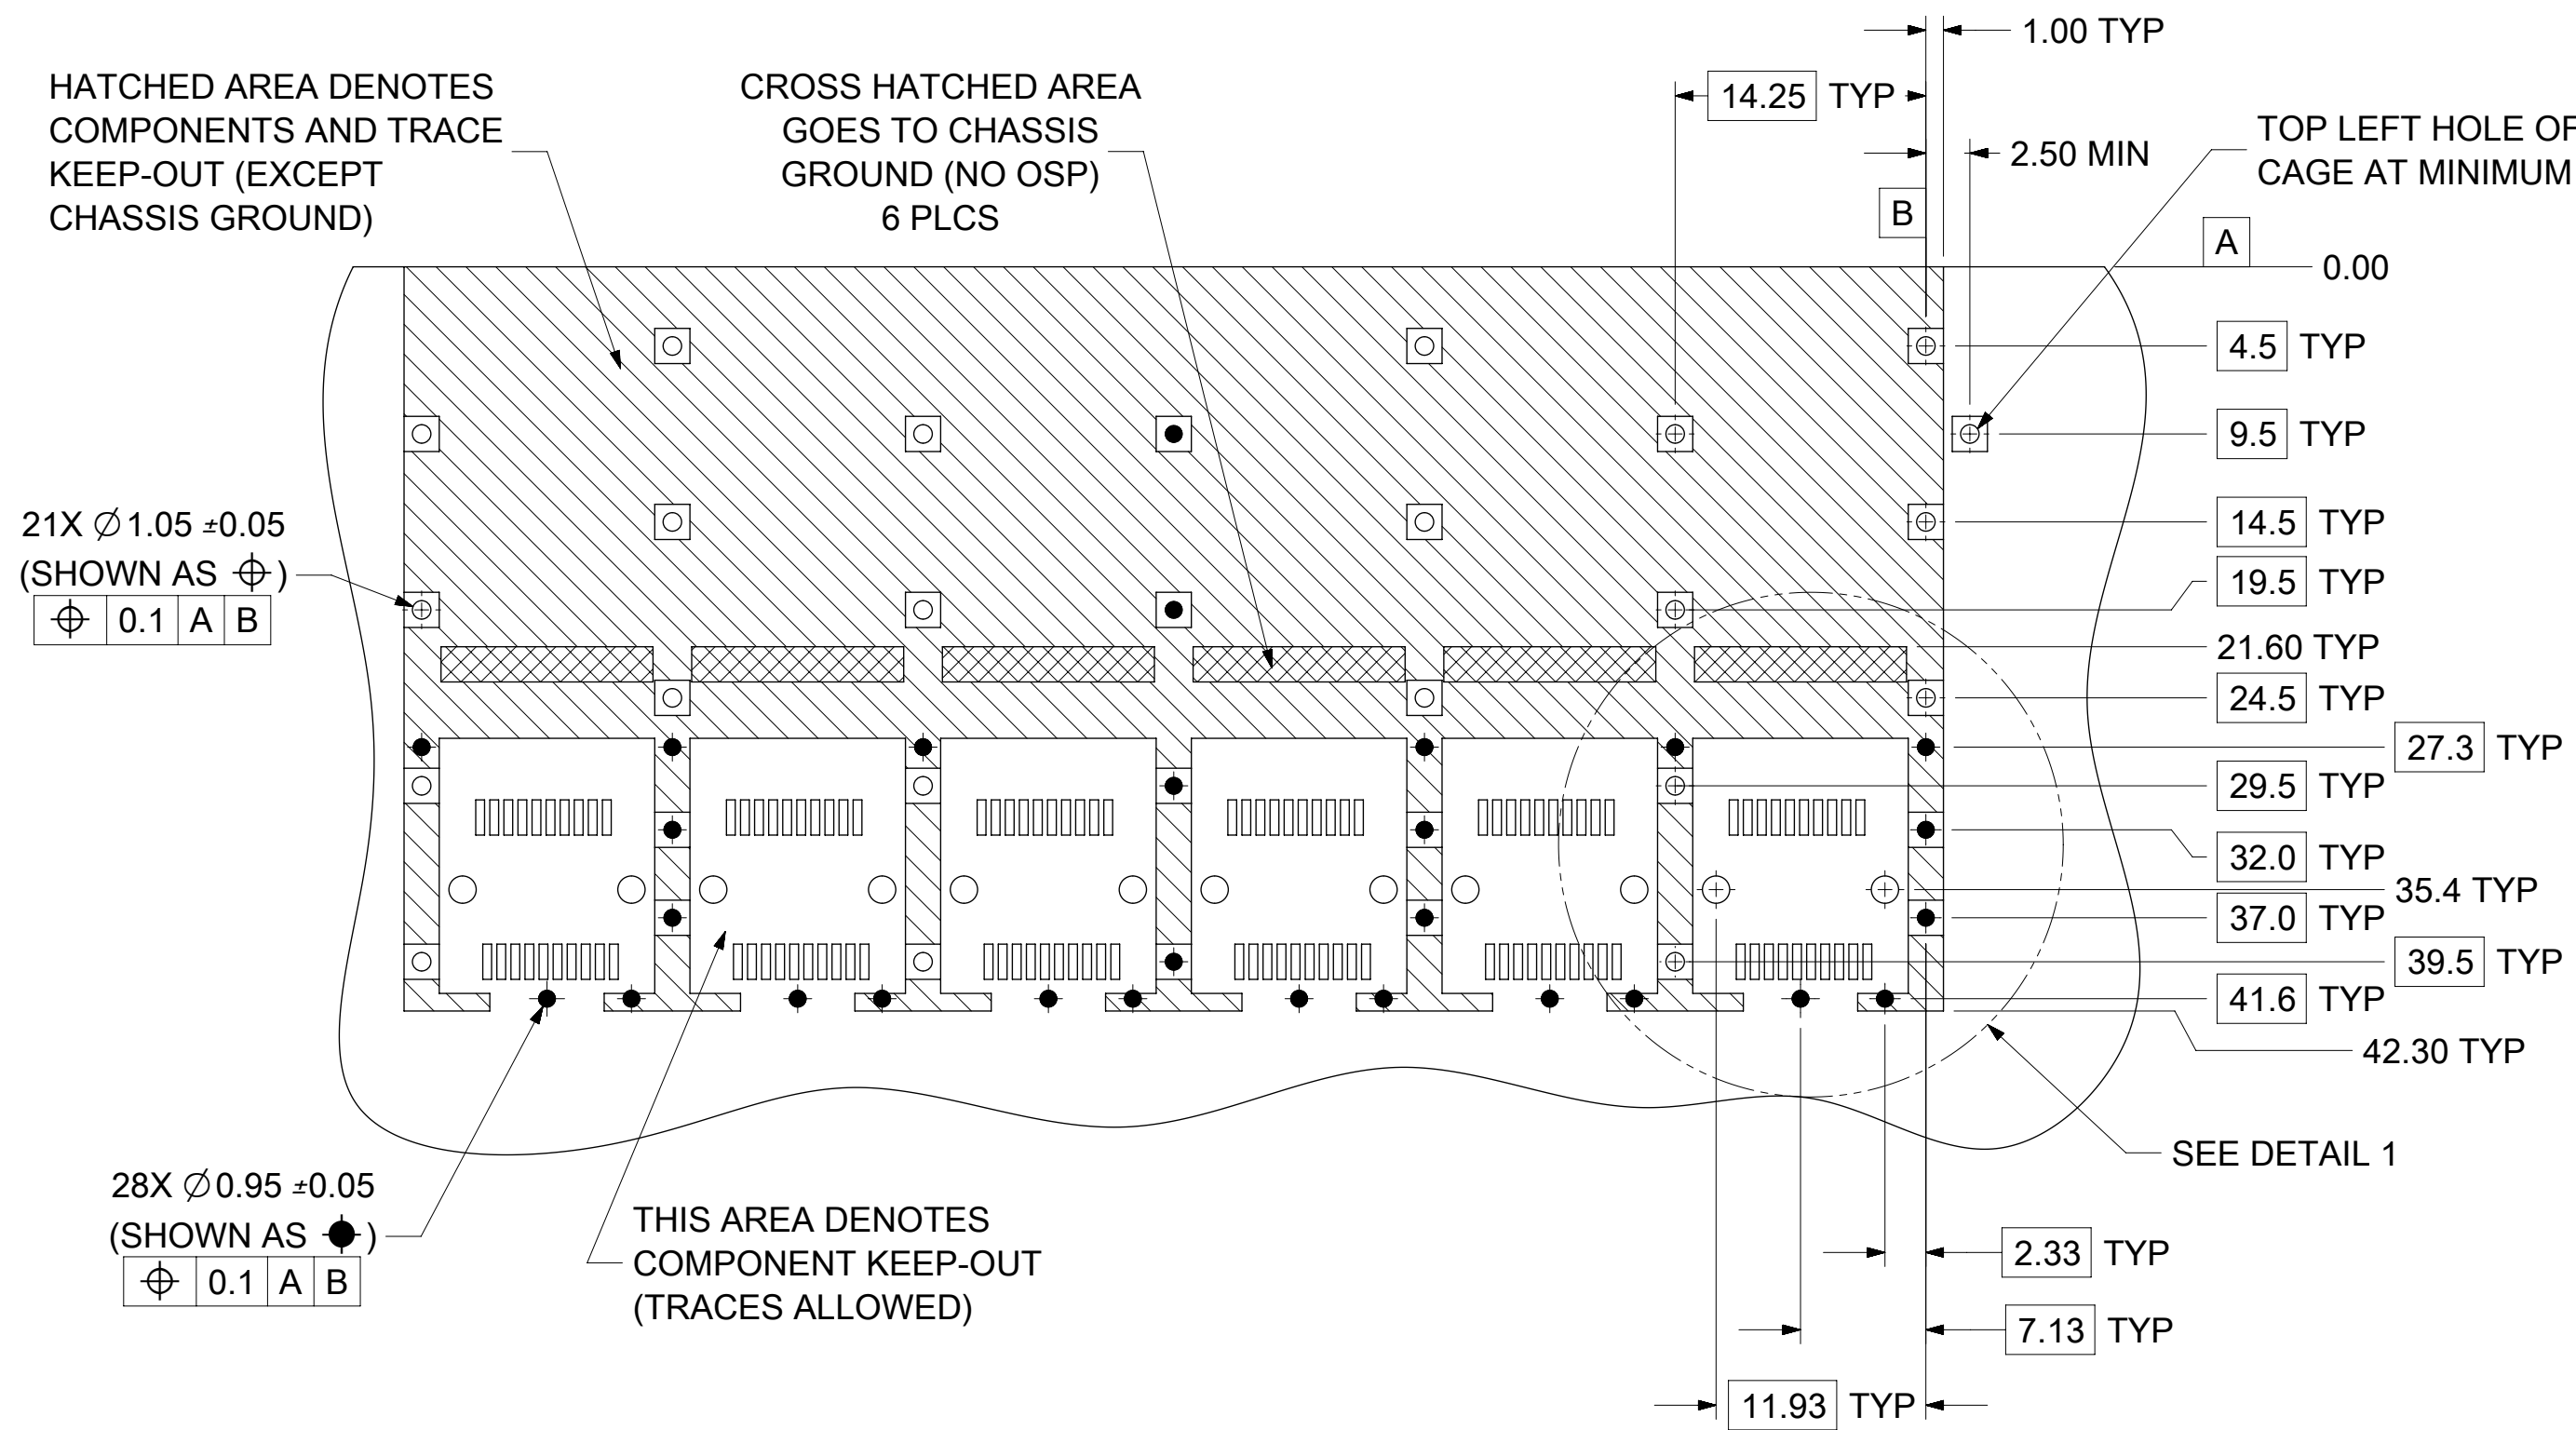 HATCHED AREA DENOTES
COMPONENTS AND TRACE
KEEP-OUT (EXCEPT
CHASSIS GROUND)
CROSS HATCHED AREA
GOES TO CHASSIS
GROUND (NO OSP)
6 PLCS
1.00 TYP
14.25 TYP
2.50 MIN
TOP LEFT HOLE OF
CAGE AT MINIMUM
B
A
0.00
4.5 TYP
9.5 TYP
14.5 TYP
19.5 TYP
21.60 TYP
24.5 TYP
27.3 TYP
29.5 TYP
32.0 TYP
35.4 TYP
37.0 TYP
39.5 TYP
41.6 TYP
42.30 TYP
21X ∅1.05 ±0.05
(SHOWN AS ⌖)
⌖ 0.1 A B
SEE DETAIL 1
28X ∅0.95 ±0.05
(SHOWN AS )
⌖ 0.1 A B
THIS AREA DENOTES
COMPONENT KEEP-OUT
(TRACES ALLOWED)
2.33 TYP
7.13 TYP
11.93 TYP